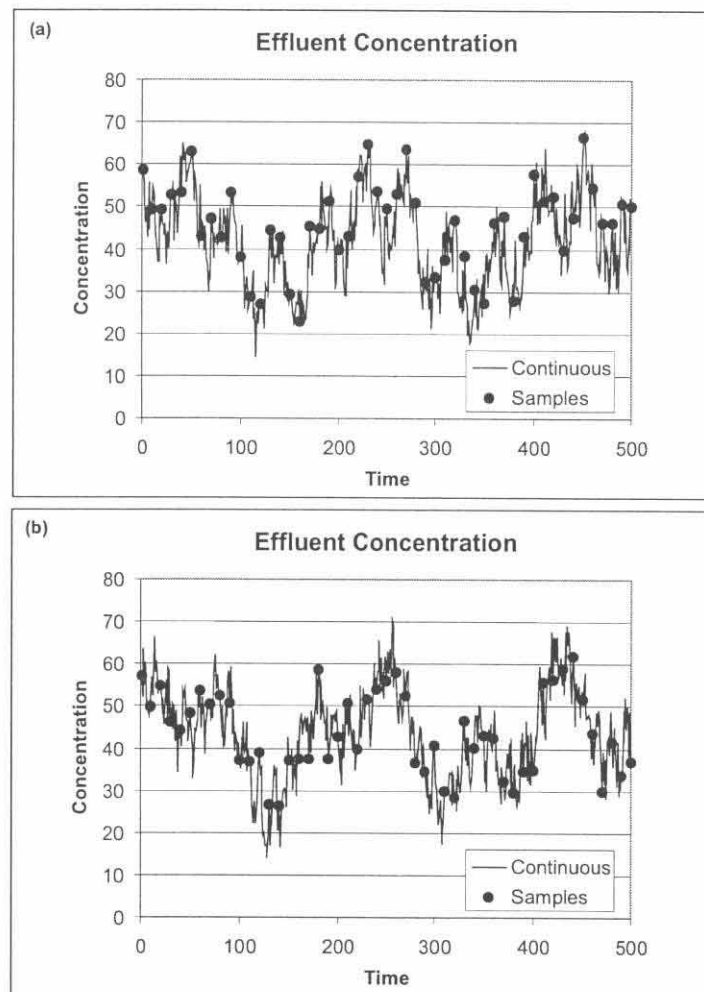 (a)
Effluent Concentration
80
70
60
50
40
30
20
10
0
Concentration
Continuous
Samples
0 100 200 300 400 500
Time
(b)
Effluent Concentration
80
70
60
50
40
30
20
10
0
Concentration
Continuous
Samples
0 100 200 300 400 500
Time